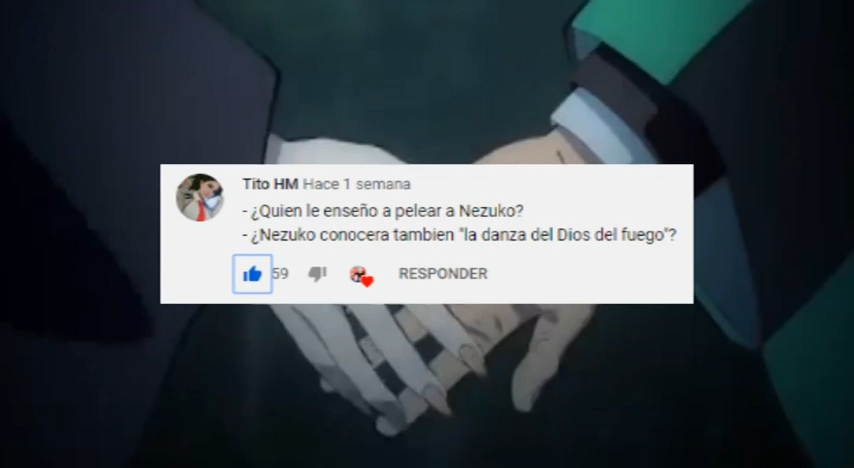 Tito HM Hace 1 semana
- ¿Quien le enseño a pelear a Nezuko?
- ¿Nezuko conocera tambien "la danza del Dios del fuego"?
59 RESPONDER